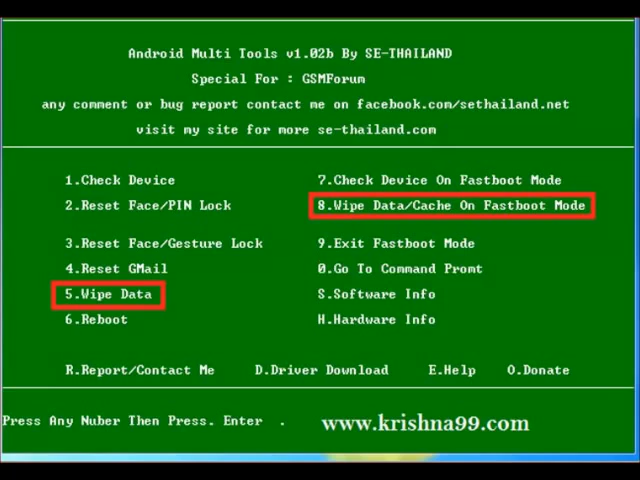 Android Multi Tools v1.02b By SE-THAILAND
Special For : GSMForum
any comment or bug report contact me on facebook.com/sethailand.net
visit my site for more se-thailand.com
1.Check Device 7.Check Device On Fastboot Mode
2.Reset Face/PIN Lock 8.Wipe Data/Cache On Fastboot Mode
3.Reset Face/Gesture Lock 9.Exit Fastboot Mode
4.Reset GMail 0.Go To Command Promt
5.Wipe Data S.Software Info
6.Reboot H.Hardware Info
R.Report/Contact Me D.Driver Download E.Help O.Donate
Press Any Nuber Then Press. Enter .
www.krishna99.com